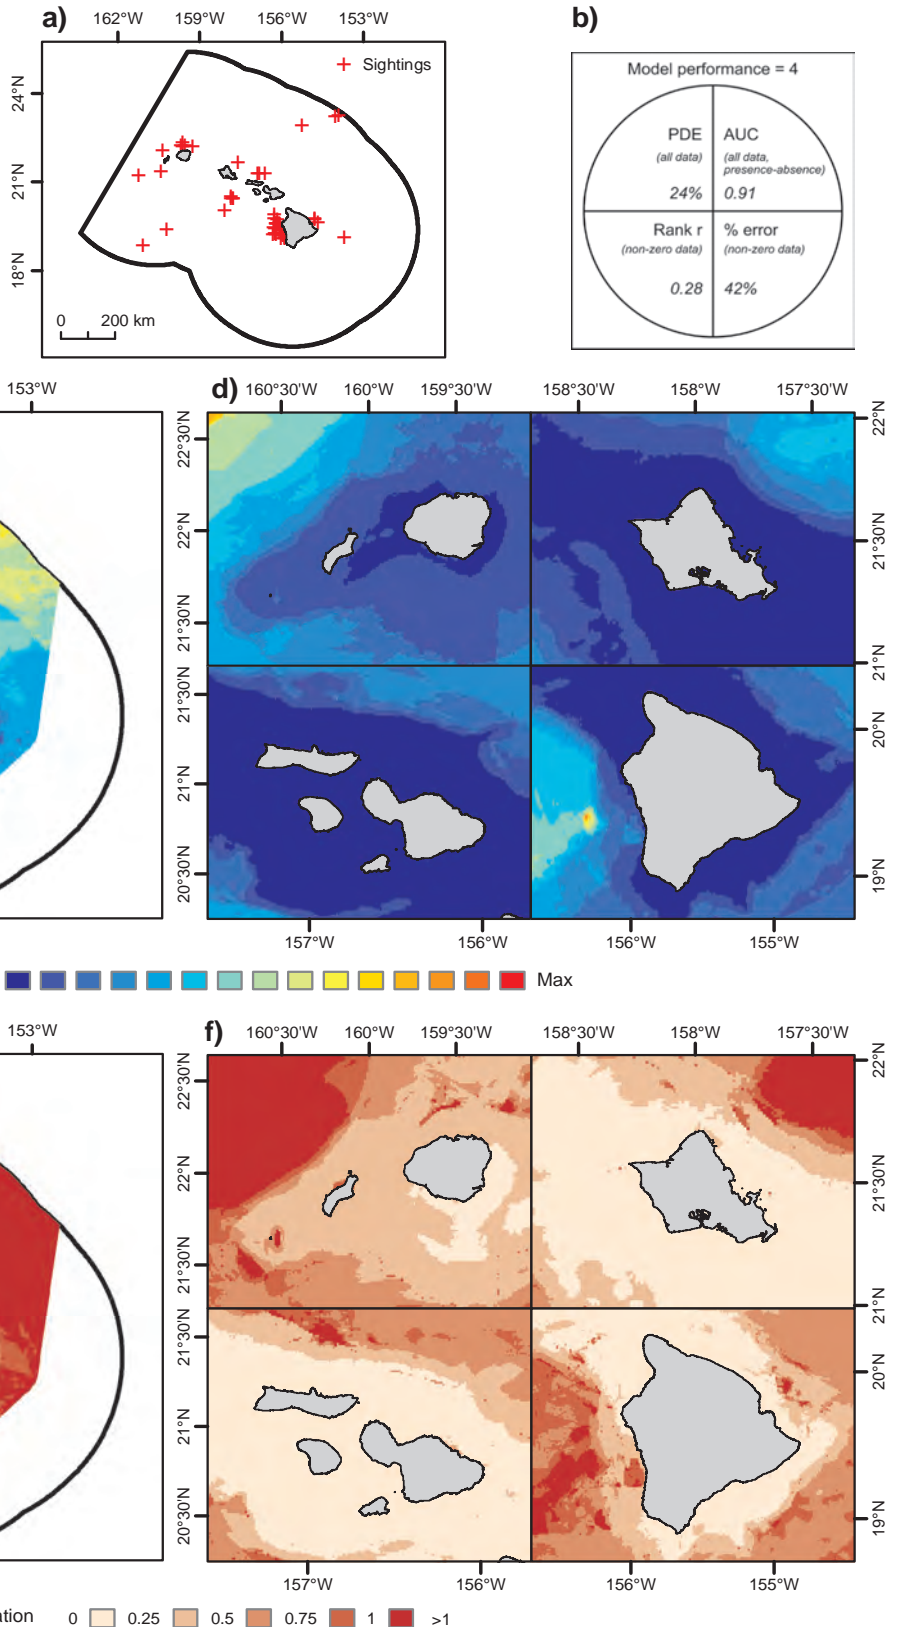 a)
162°W 159°W 156°W 153°W
Sightings
24°N
21°N
18°N
0 200 km
b)
Model performance = 4
PDE
(all data)
24%
AUC
(all data,
presence-absence)
0.91
Rank r
(non-zero data)
0.28
% error
(non-zero data)
42%
153°W
d)
160°30'W 160°W 159°30'W 158°30'W 158°W 157°30'W
22°30'N
22°N
21°30'N
22°N
21°30'N
21°N
21°30'N
21°N
20°30'N
20°N
19°N
157°W 156°W 156°W 155°W
Max
153°W
f)
160°30'W 160°W 159°30'W 158°30'W 158°W 157°30'W
22°30'N
22°N
21°30'N
22°N
21°30'N
21°N
21°30'N
21°N
20°30'N
20°N
19°N
157°W 156°W 156°W 155°W
ation 0 0.25 0.5 0.75 1 >1